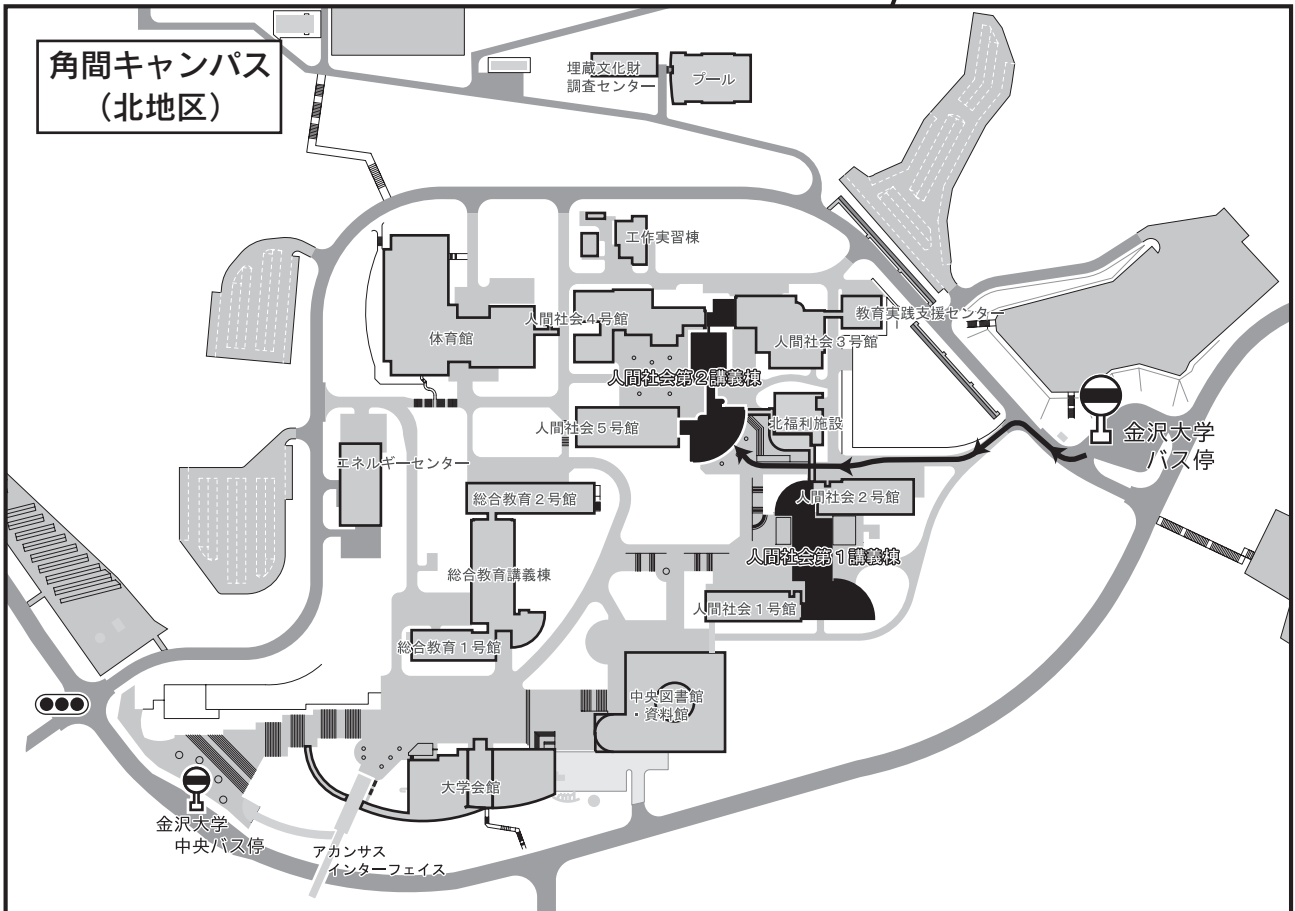 角間キャンパス
（北地区）
埋蔵文化財
調査センター
プール
工作実習棟
教育実践支援センター
人間社会４号館
体育館
人間社会３号館
人間社会第２講義棟
金沢大学
バス停
人間社会５号館
北福利施設
エネルギーセンター
総合教育２号館
人間社会２号館
人間社会第１講義棟
総合教育講義棟
人間社会１号館
総合教育１号館
中央図書館
・資料館
大学会館
金沢大学
中央バス停
アカンサス
インターフェイス